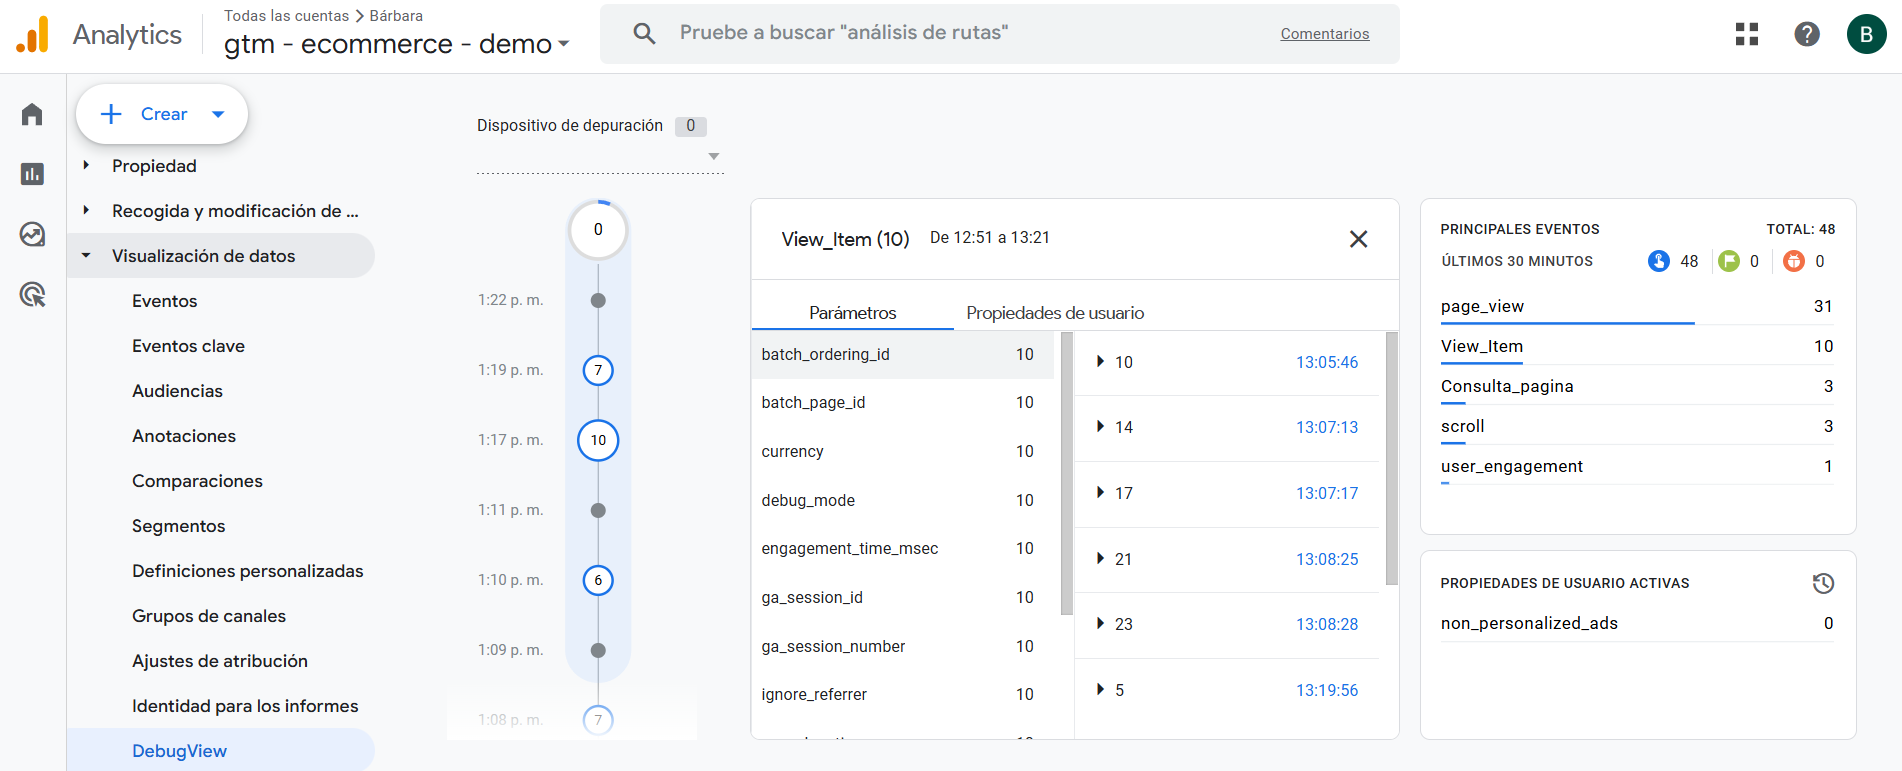 Analytics
Todas las cuentas > Bárbara
gtm - ecommerce - demo
Pruebe a buscar "análisis de rutas"
Comentarios
B
Crear
Propiedad
Recogida y modificación de ...
Visualización de datos
Eventos
Eventos clave
Audiencias
Anotaciones
Comparaciones
Segmentos
Definiciones personalizadas
Grupos de canales
Ajustes de atribución
Identidad para los informes
DebugView
Dispositivo de depuración 0
0
1:22 p. m.
1:19 p. m. 7
1:17 p. m. 10
1:11 p. m.
1:10 p. m. 6
1:09 p. m.
1:08 p. m. 7
View_Item (10) De 12:51 a 13:21
Parámetros Propiedades de usuario
batch_ordering_id 10
batch_page_id 10
currency 10
debug_mode 10
engagement_time_msec 10
ga_session_id 10
ga_session_number 10
ignore_referrer 10
10 13:05:46
14 13:07:13
17 13:07:17
21 13:08:25
23 13:08:28
5 13:19:56
PRINCIPALES EVENTOS TOTAL: 48
ÚLTIMOS 30 MINUTOS 48 0 0
page_view 31
View_Item 10
Consulta_pagina 3
scroll 3
user_engagement 1
PROPIEDADES DE USUARIO ACTIVAS
non_personalized_ads 0